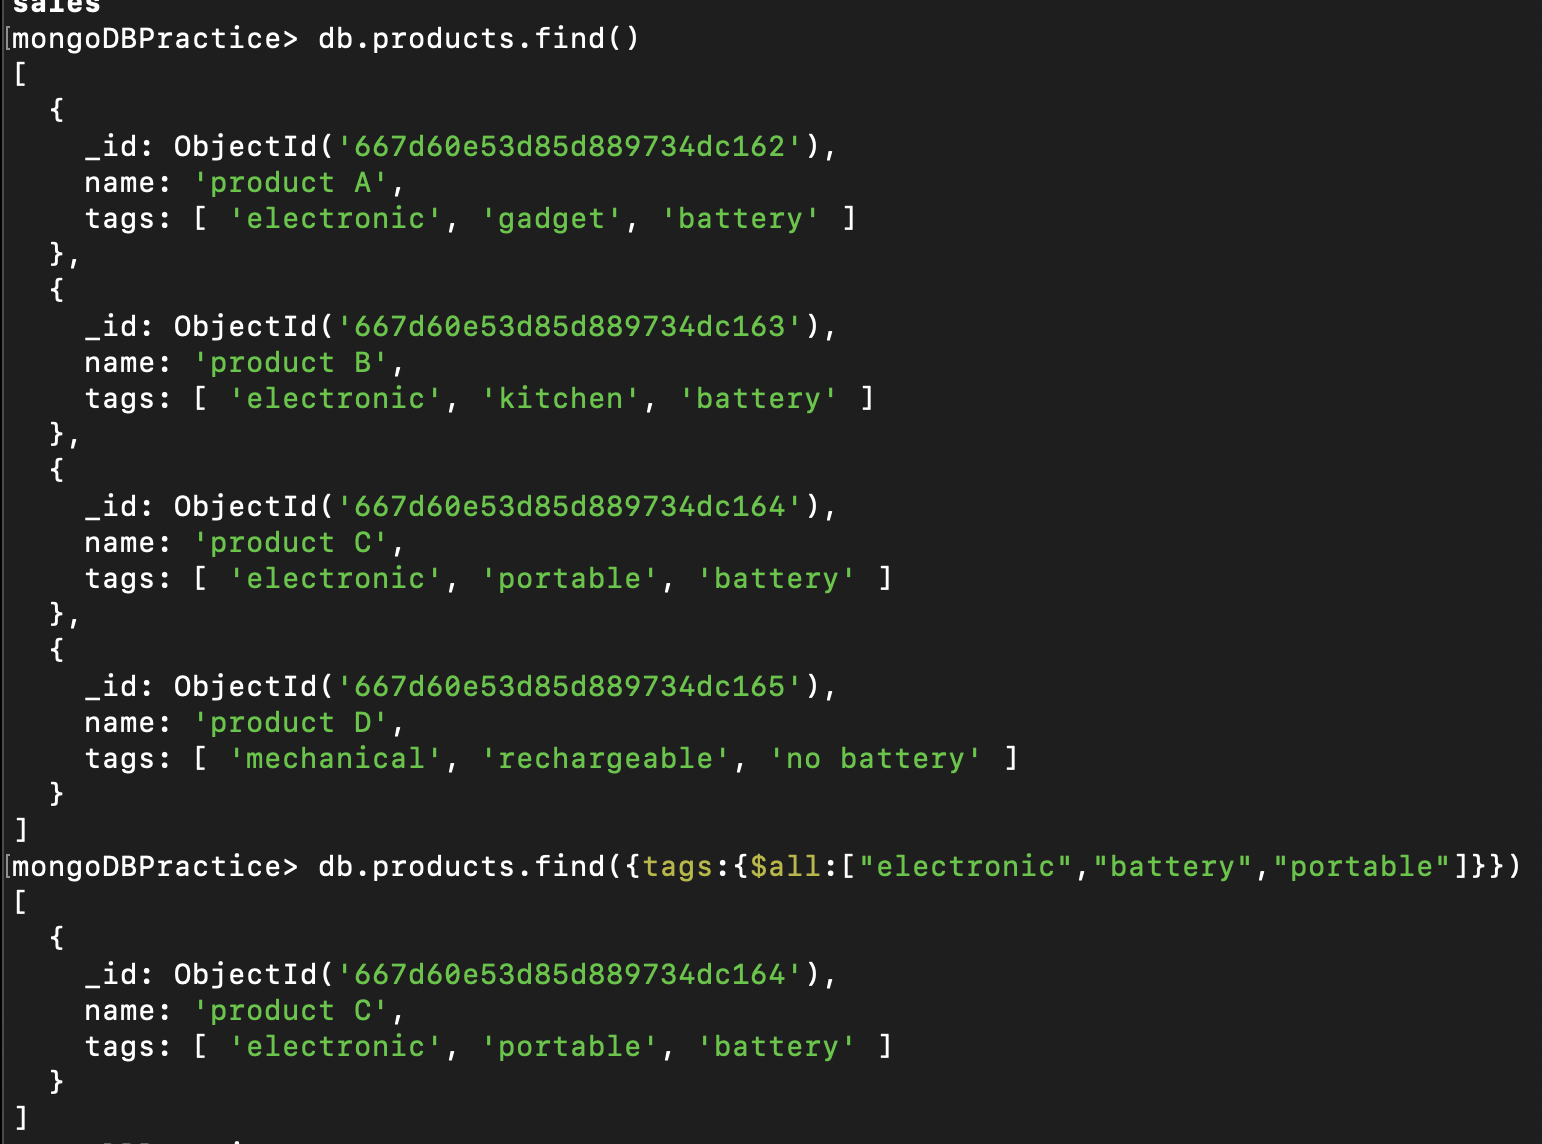 sales
[mongoDBPractice> db.products.find()
[
  {
    _id: ObjectId('667d60e53d85d889734dc162'),
    name: 'product A',
    tags: [ 'electronic', 'gadget', 'battery' ]
  },
  {
    _id: ObjectId('667d60e53d85d889734dc163'),
    name: 'product B',
    tags: [ 'electronic', 'kitchen', 'battery' ]
  },
  {
    _id: ObjectId('667d60e53d85d889734dc164'),
    name: 'product C',
    tags: [ 'electronic', 'portable', 'battery' ]
  },
  {
    _id: ObjectId('667d60e53d85d889734dc165'),
    name: 'product D',
    tags: [ 'mechanical', 'rechargeable', 'no battery' ]
  }
]
[mongoDBPractice> db.products.find({tags:{$all:["electronic","battery","portable"]}})
[
  {
    _id: ObjectId('667d60e53d85d889734dc164'),
    name: 'product C',
    tags: [ 'electronic', 'portable', 'battery' ]
  }
]